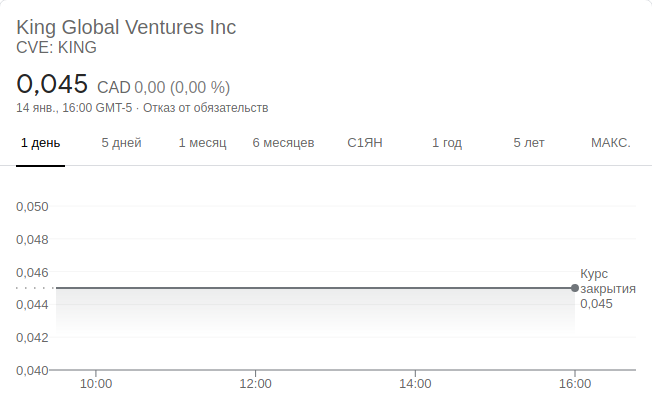 King Global Ventures Inc
CVE: KING
0,045 CAD 0,00 (0,00 %)
14 янв., 16:00 GMT-5 · Отказ от обязательств
1 день 5 дней 1 месяц 6 месяцев С1ЯН 1 год 5 лет МАКС.
0,050
0,048
0,046
0,044
0,042
0,040
Курс
закрытия
0,045
10:00 12:00 14:00 16:00